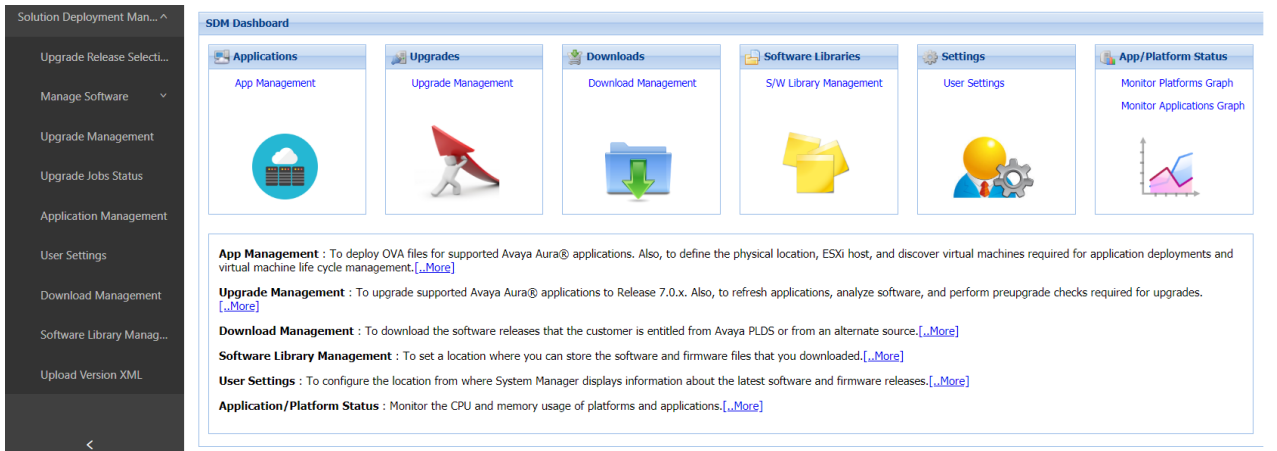 Solution Deployment Man...
Upgrade Release Selecti...
Manage Software
Upgrade Management
Upgrade Jobs Status
Application Management
User Settings
Download Management
Software Library Manag...
Upload Version XML
SDM Dashboard
Applications
App Management
Upgrades
Upgrade Management
Downloads
Download Management
Software Libraries
S/W Library Management
Settings
User Settings
App/Platform Status
Monitor Platforms Graph
Monitor Applications Graph
App Management : To deploy OVA files for supported Avaya Aura® applications. Also, to define the physical location, ESXi host, and discover virtual machines required for application deployments and
virtual machine life cycle management.[..More]
Upgrade Management : To upgrade supported Avaya Aura® applications to Release 7.0.x. Also, to refresh applications, analyze software, and perform preupgrade checks required for upgrades.
[..More]
Download Management : To download the software releases that the customer is entitled from Avaya PLDS or from an alternate source.[..More]
Software Library Management : To set a location where you can store the software and firmware files that you downloaded.[..More]
User Settings : To configure the location from where System Manager displays information about the latest software and firmware releases.[..More]
Application/Platform Status : Monitor the CPU and memory usage of platforms and applications.[..More]